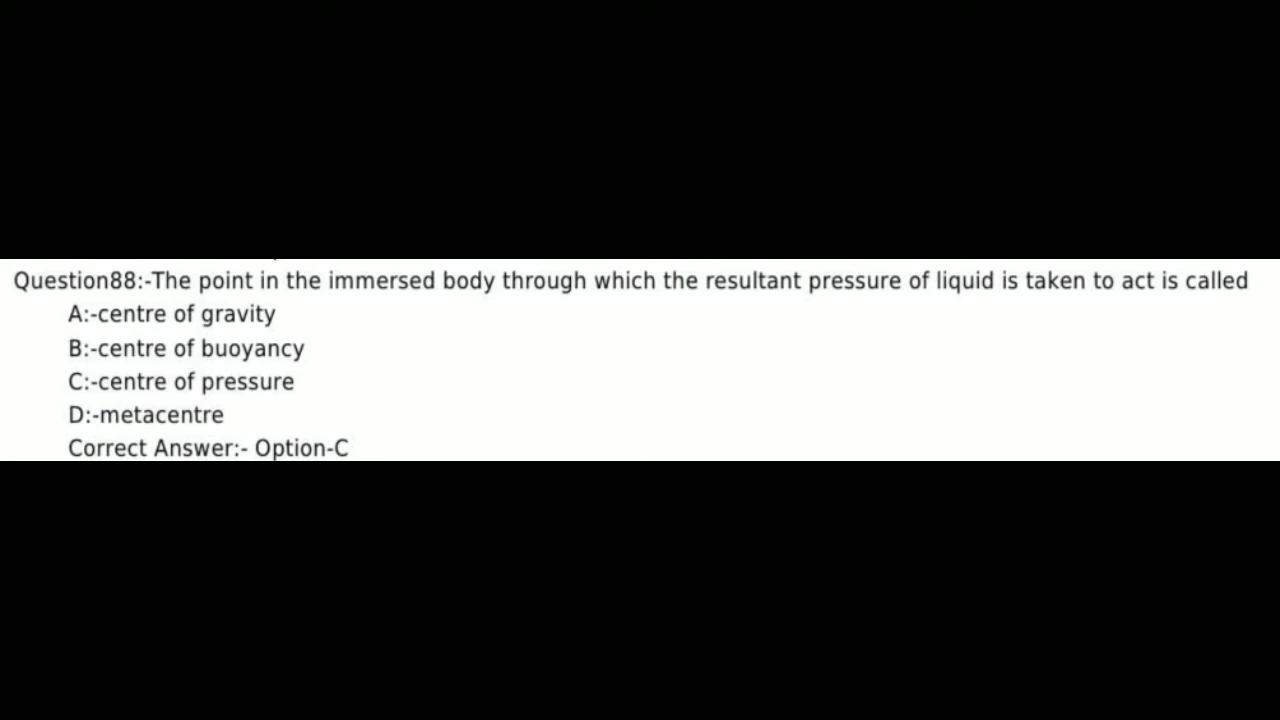 Question88:-The point in the immersed body through which the resultant pressure of liquid is taken to act is called
A:-centre of gravity
B:-centre of buoyancy
C:-centre of pressure
D:-metacentre
Correct Answer:- Option-C